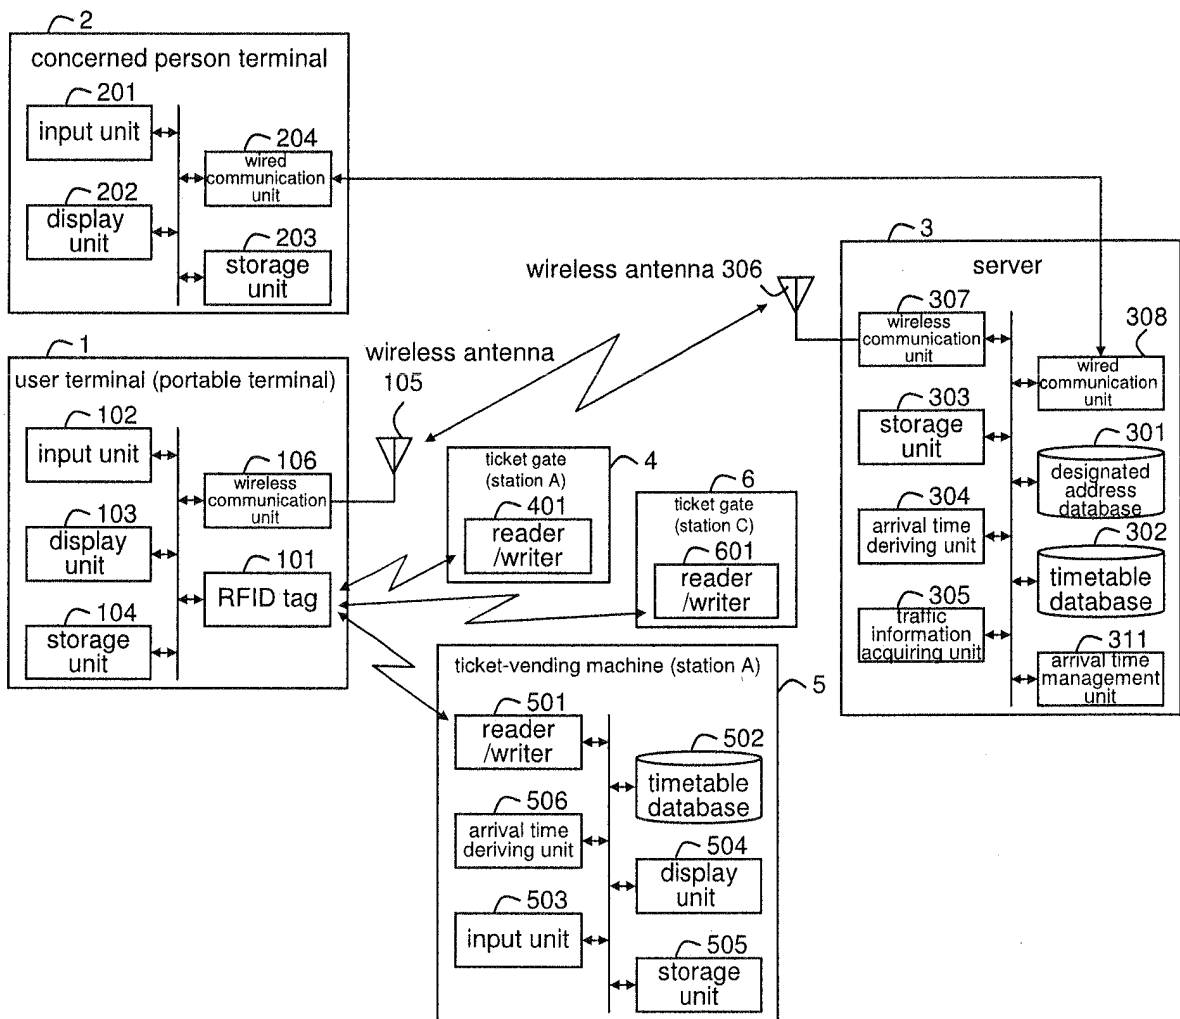 2
concerned person terminal
201
input unit
204
wired
communication
unit
202
display
unit
203
storage
unit
1
user terminal (portable terminal)
102
input unit
106
wireless
communication
unit
103
display
unit
101
RFID tag
104
storage
unit
wireless antenna
105
wireless antenna 306
4
ticket gate
(station A)
401
reader
/writer
6
ticket gate
(station C)
601
reader
/writer
3
server
307
wireless
communication
unit
308
wired
communication
unit
303
storage
unit
301
designated
address
database
304
arrival time
deriving unit
302
timetable
database
305
traffic
information
acquiring unit
311
arrival time
management
unit
5
ticket-vending machine (station A)
501
reader
/writer
502
timetable
database
506
arrival time
deriving unit
504
display
unit
503
input unit
505
storage
unit